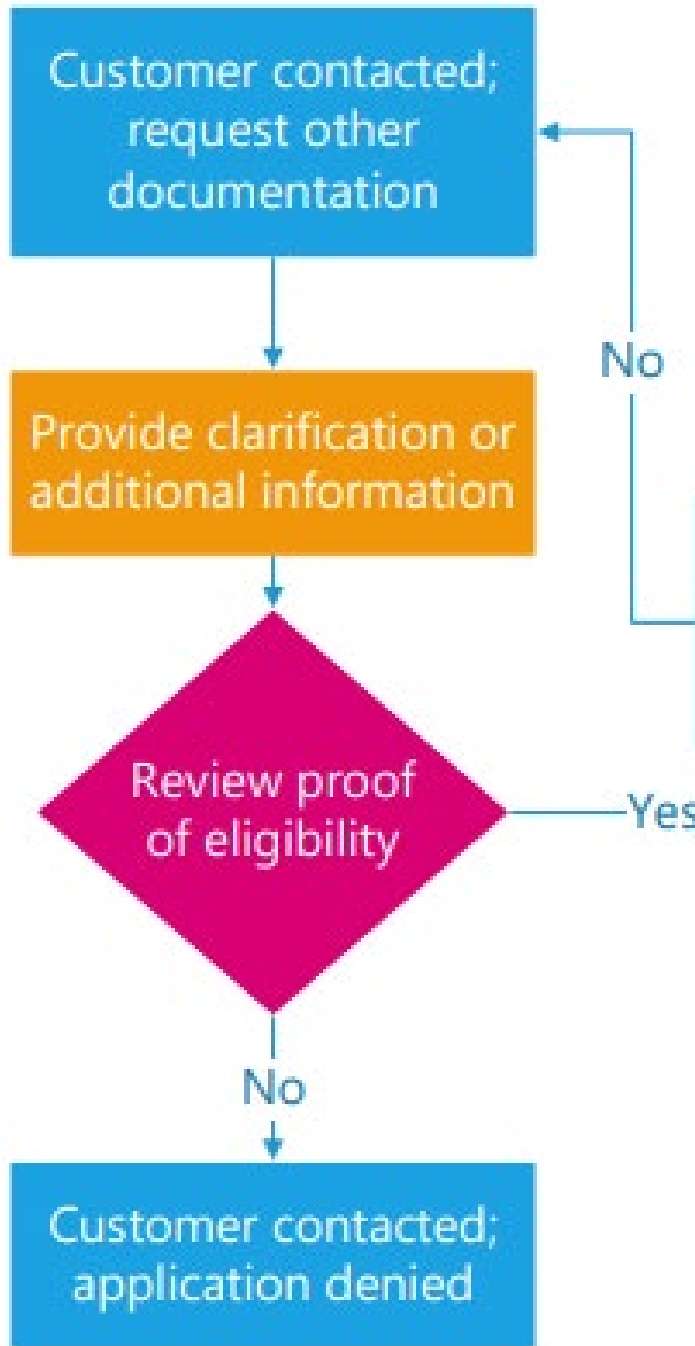 Customer contacted;
request other
documentation
No
Provide clarification or
additional information
Review proof
of eligibility
Yes
No
Customer contacted;
application denied